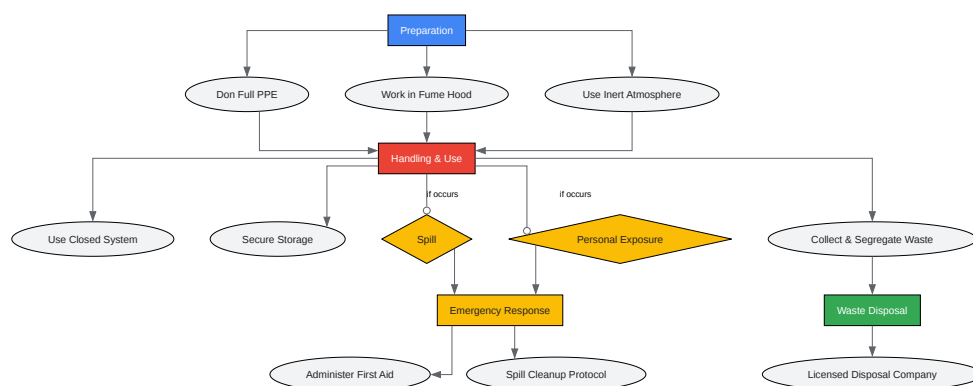 Preparation
Don Full PPE
Work in Fume Hood
Use Inert Atmosphere
Handling & Use
if occurs
if occurs
Use Closed System
Secure Storage
Spill
Personal Exposure
Collect & Segregate Waste
Emergency Response
Waste Disposal
Administer First Aid
Spill Cleanup Protocol
Licensed Disposal Company